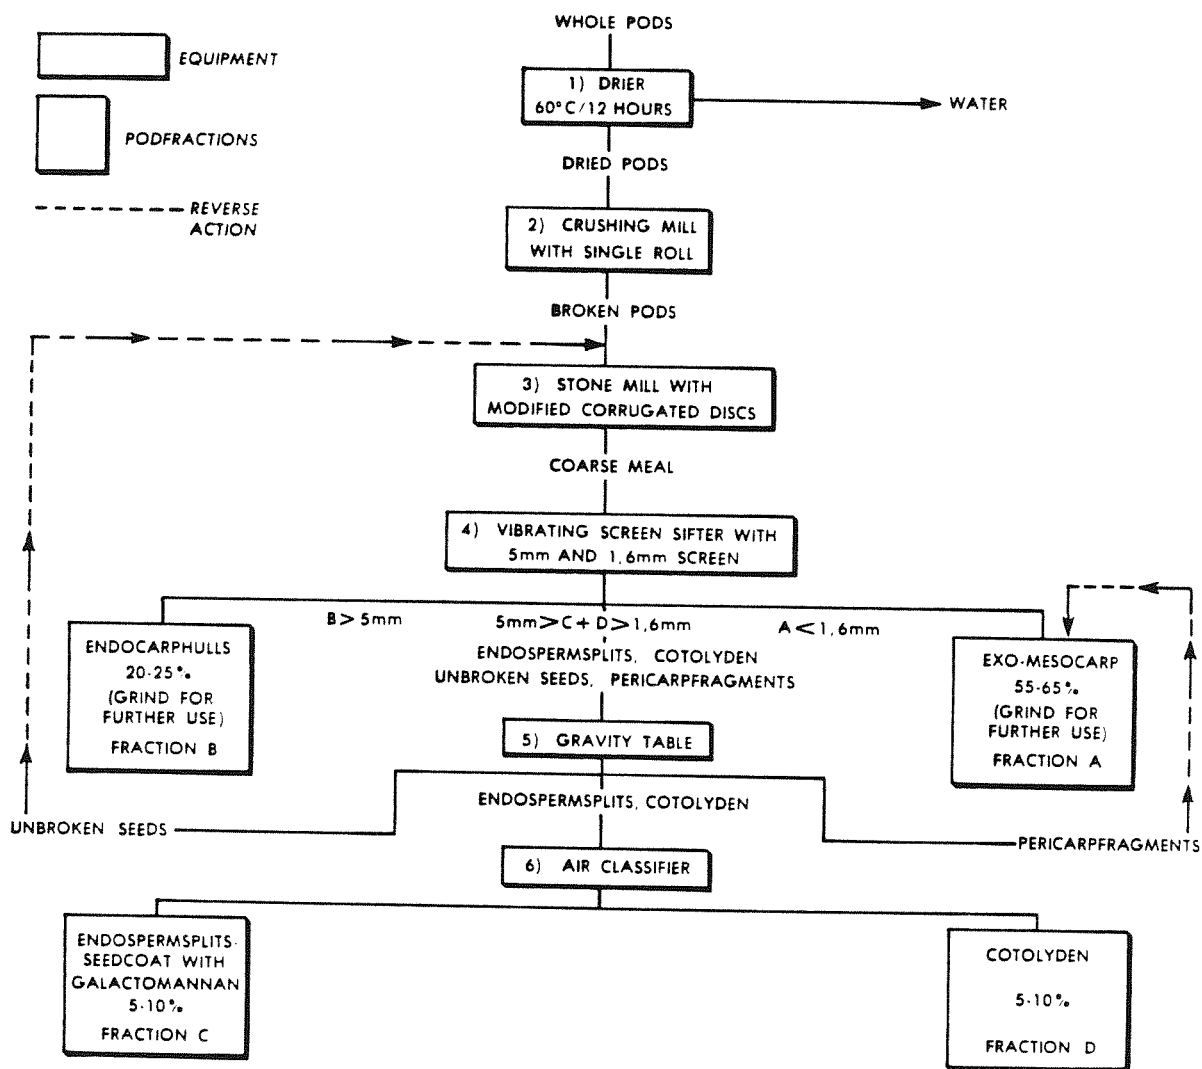 WHOLE PODS
EQUIPMENT
1) DRIER
60°C/12 HOURS
WATER
PODFRACTIONS
DRIED PODS
REVERSE
ACTION
2) CRUSHING MILL
WITH SINGLE ROLL
BROKEN PODS
3) STONE MILL WITH
MODIFIED CORRUGATED DISCS
COARSE MEAL
4) VIBRATING SCREEN SIFTER WITH
5mm AND 1,6mm SCREEN
B > 5mm
5mm > C + D > 1,6mm
A < 1,6mm
ENDOCARPHULLS
20-25%
(GRIND FOR
FURTHER USE)
FRACTION B
ENDOSPERMSPLITS, COTOLYDEN
UNBROKEN SEEDS, PERICARPFRAGMENTS
EXO-MESOCARP
55-65%
(GRIND FOR
FURTHER USE)
FRACTION A
5) GRAVITY TABLE
ENDOSPERMSPLITS, COTOLYDEN
UNBROKEN SEEDS
PERICARPFRAGMENTS
6) AIR CLASSIFIER
ENDOSPERMSPLITS-
SEEDCOAT WITH
GALACTOMANNAN
5-10%
FRACTION C
COTOLYDEN
5-10%
FRACTION D